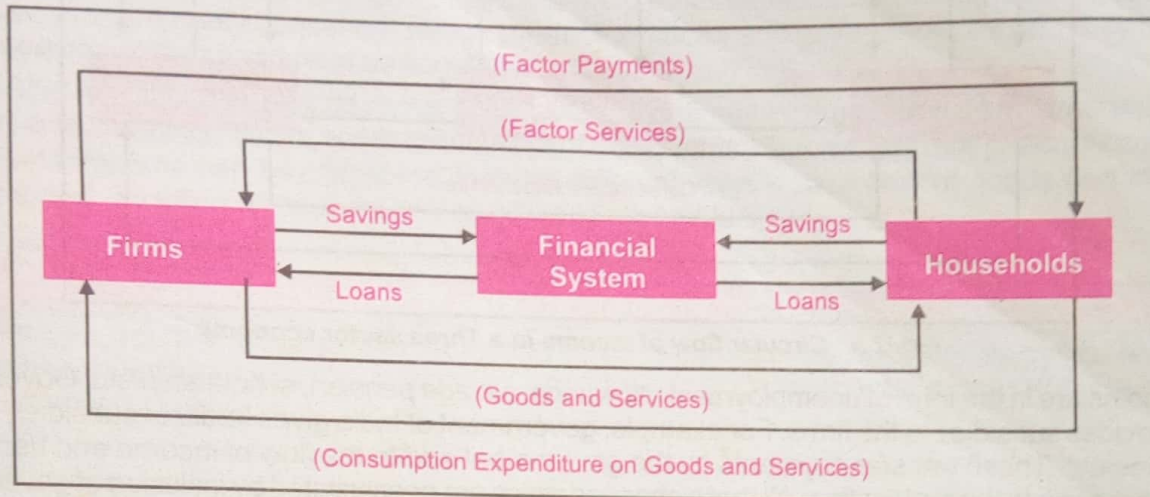 (Factor Payments)
(Factor Services)
Savings
Savings
Firms
Financial
System
Households
Loans
Loans
(Goods and Services)
(Consumption Expenditure on Goods and Services)